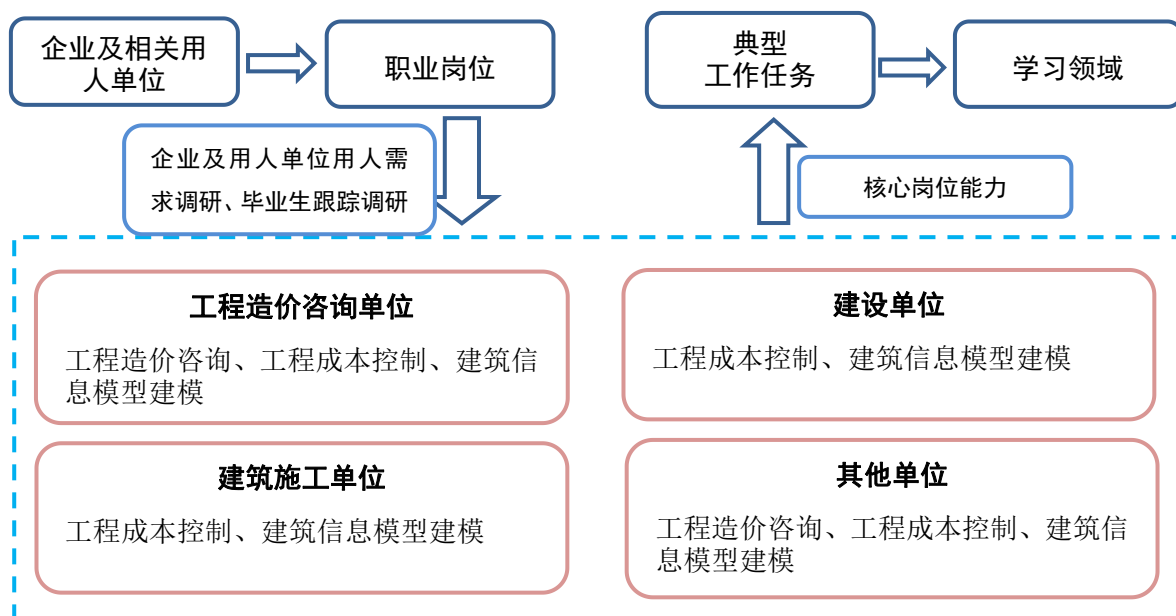 企业及相关用
人单位
职业岗位
典型
工作任务
学习领域
企业及用人单位用人需
求调研、毕业生跟踪调研
核心岗位能力
工程造价咨询单位
工程造价咨询、工程成本控制、建筑信
息模型建模
建设单位
工程成本控制、建筑信息模型建模
建筑施工单位
工程成本控制、建筑信息模型建模
其他单位
工程造价咨询、工程成本控制、建筑信
息模型建模